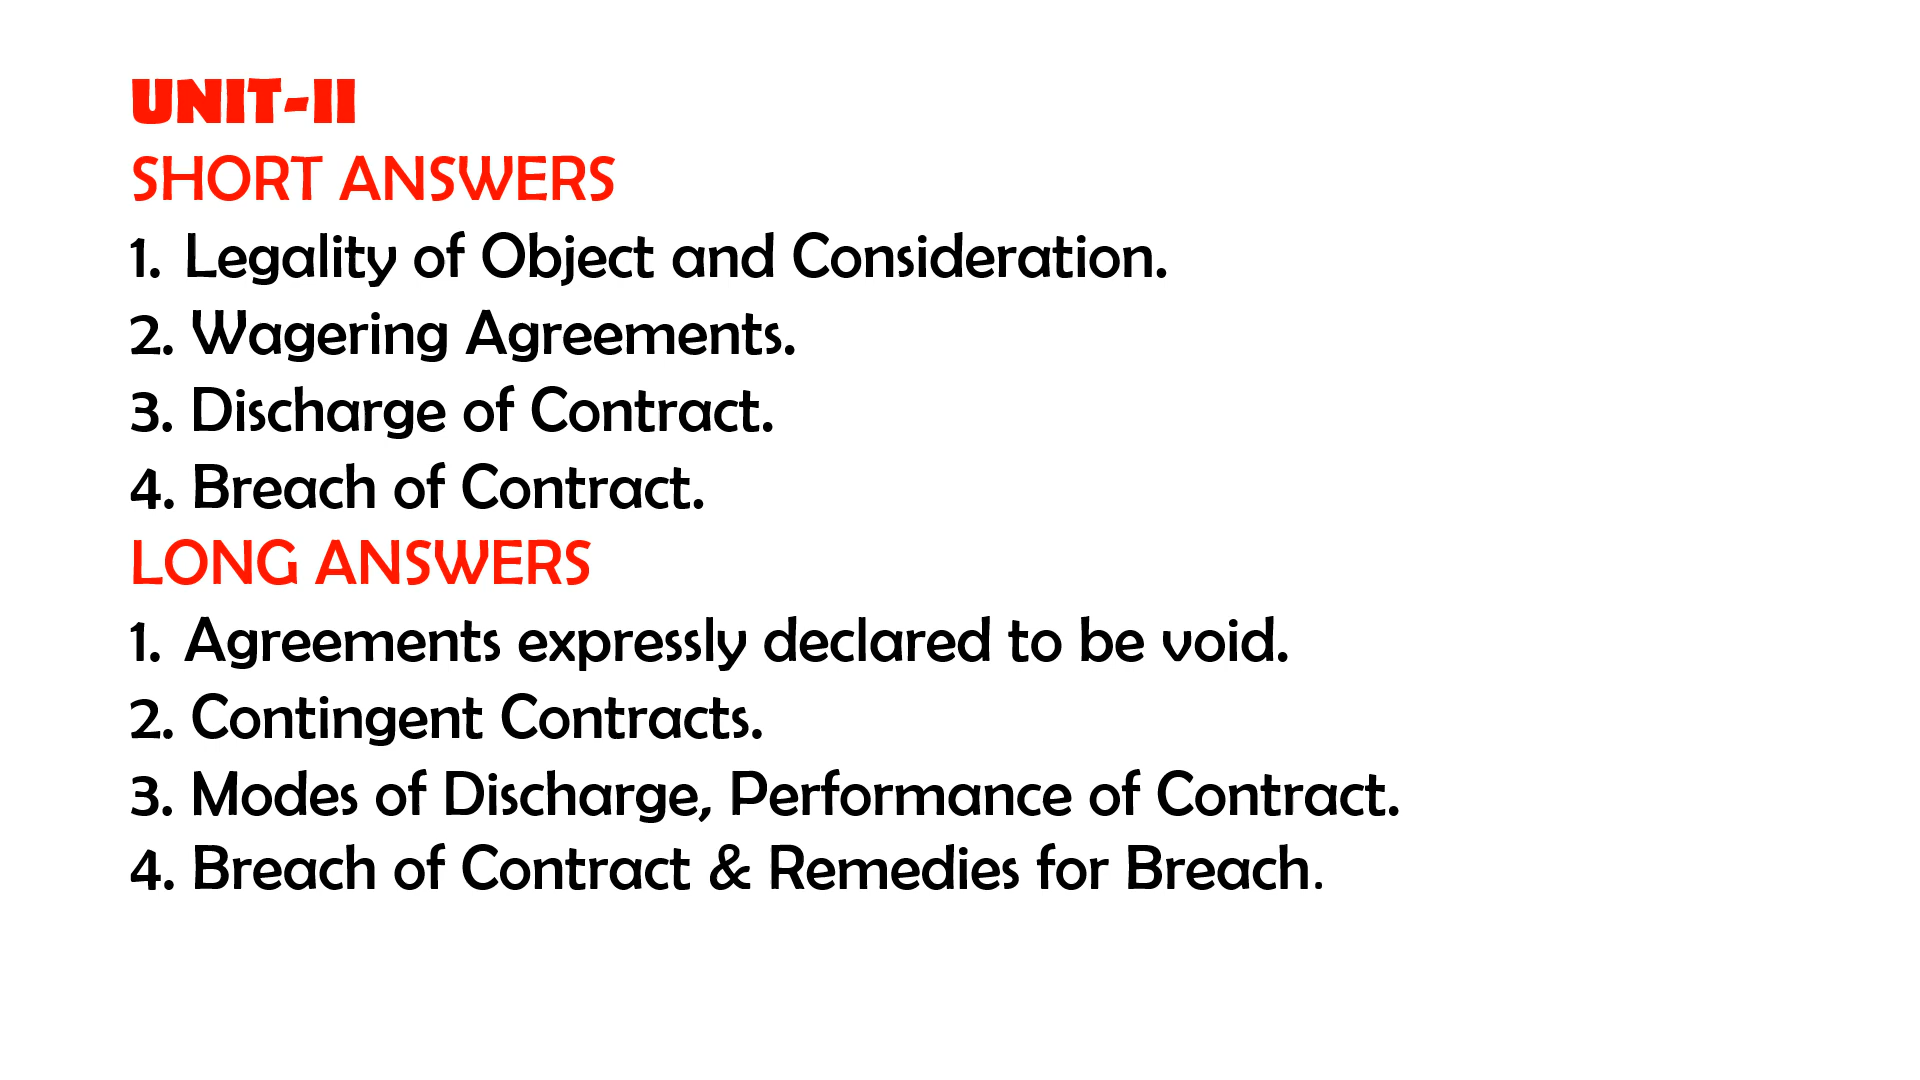 UNIT-II
SHORT ANSWERS
1. Legality of Object and Consideration.
2. Wagering Agreements.
3. Discharge of Contract.
4. Breach of Contract.
LONG ANSWERS
1. Agreements expressly declared to be void.
2. Contingent Contracts.
3. Modes of Discharge, Performance of Contract.
4. Breach of Contract & Remedies for Breach.